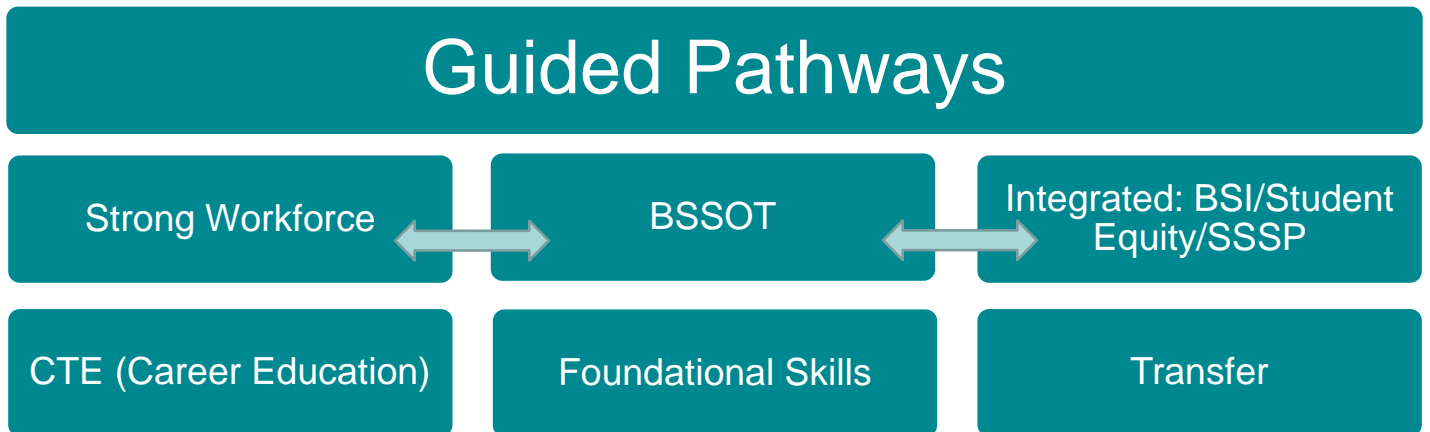 Guided Pathways
Strong Workforce
BSSOT
Integrated: BSI/Student
Equity/SSSP
CTE (Career Education)
Foundational Skills
Transfer